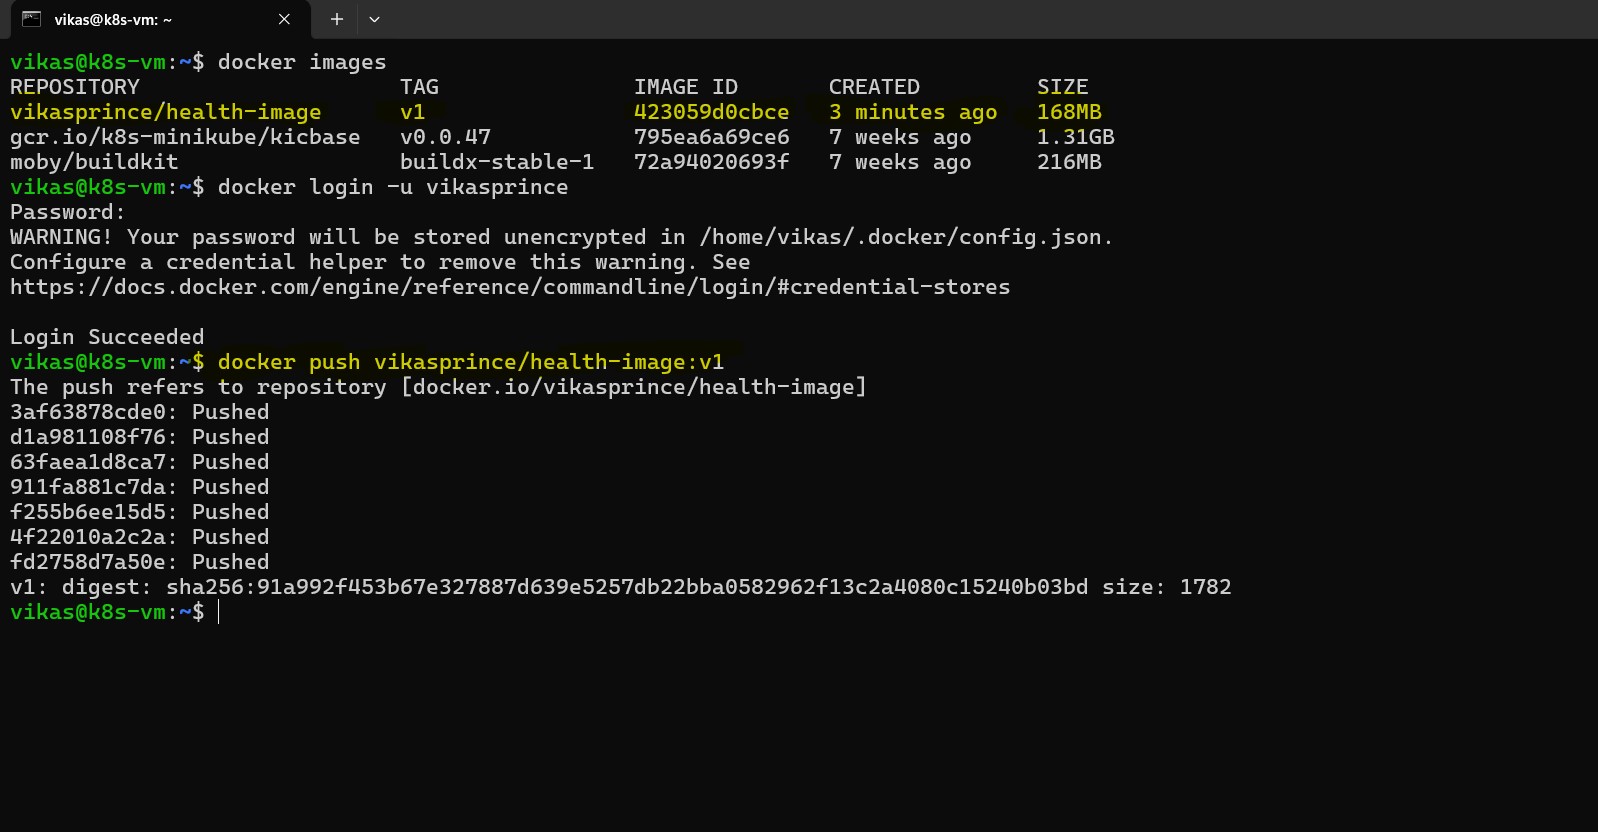 vikas@k8s-vm: ~
vikas@k8s-vm:~$ docker images
REPOSITORY TAG IMAGE ID CREATED SIZE
vikasprince/health-image v1 423059d0cbce 3 minutes ago 168MB
gcr.io/k8s-minikube/kicbase v0.0.47 795ea6a69ce6 7 weeks ago 1.31GB
moby/buildkit buildx-stable-1 72a94020693f 7 weeks ago 216MB
vikas@k8s-vm:~$ docker login -u vikasprince
Password:
WARNING! Your password will be stored unencrypted in /home/vikas/.docker/config.json.
Configure a credential helper to remove this warning. See
https://docs.docker.com/engine/reference/commandline/login/#credential-stores
Login Succeeded
vikas@k8s-vm:~$ docker push vikasprince/health-image:v1
The push refers to repository [docker.io/vikasprince/health-image]
3af63878cde0: Pushed
d1a981108f76: Pushed
63faea1d8ca7: Pushed
911fa881c7da: Pushed
f255b6ee15d5: Pushed
4f22010a2c2a: Pushed
fd2758d7a50e: Pushed
v1: digest: sha256:91a992f453b67e327887d639e5257db22bba0582962f13c2a4080c15240b03bd size: 1782
vikas@k8s-vm:~$